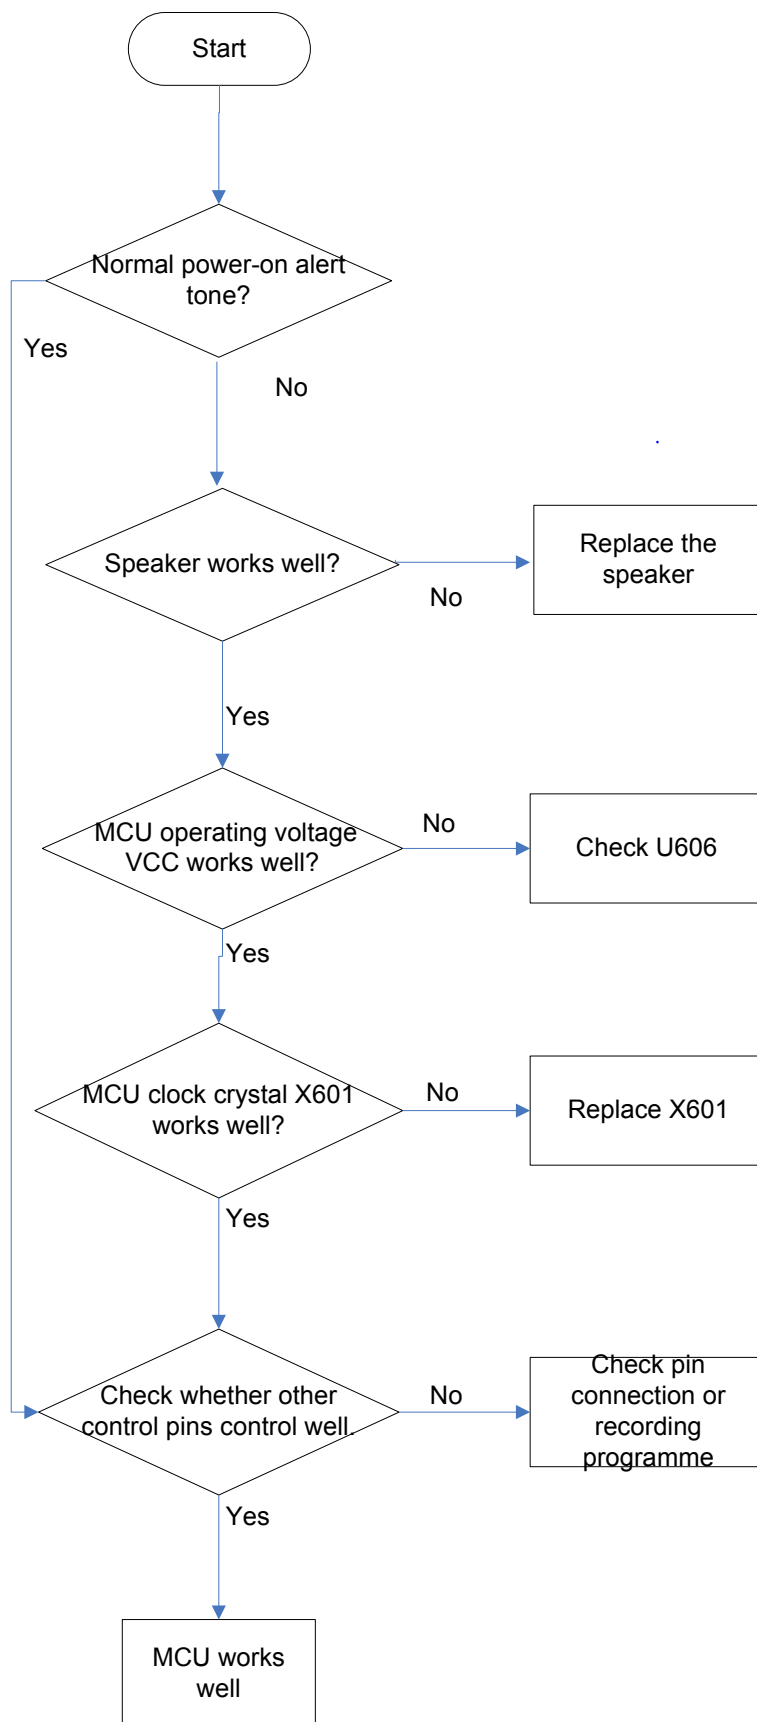 Start
Normal power-on alert
tone?
Yes
No
Speaker works well?
No
Replace the
speaker
Yes
MCU operating voltage
VCC works well?
No
Check U606
Yes
MCU clock crystal X601
works well?
No
Replace X601
Yes
Check whether other
control pins control well.
No
Check pin
connection or
recording
programme
Yes
MCU works
well